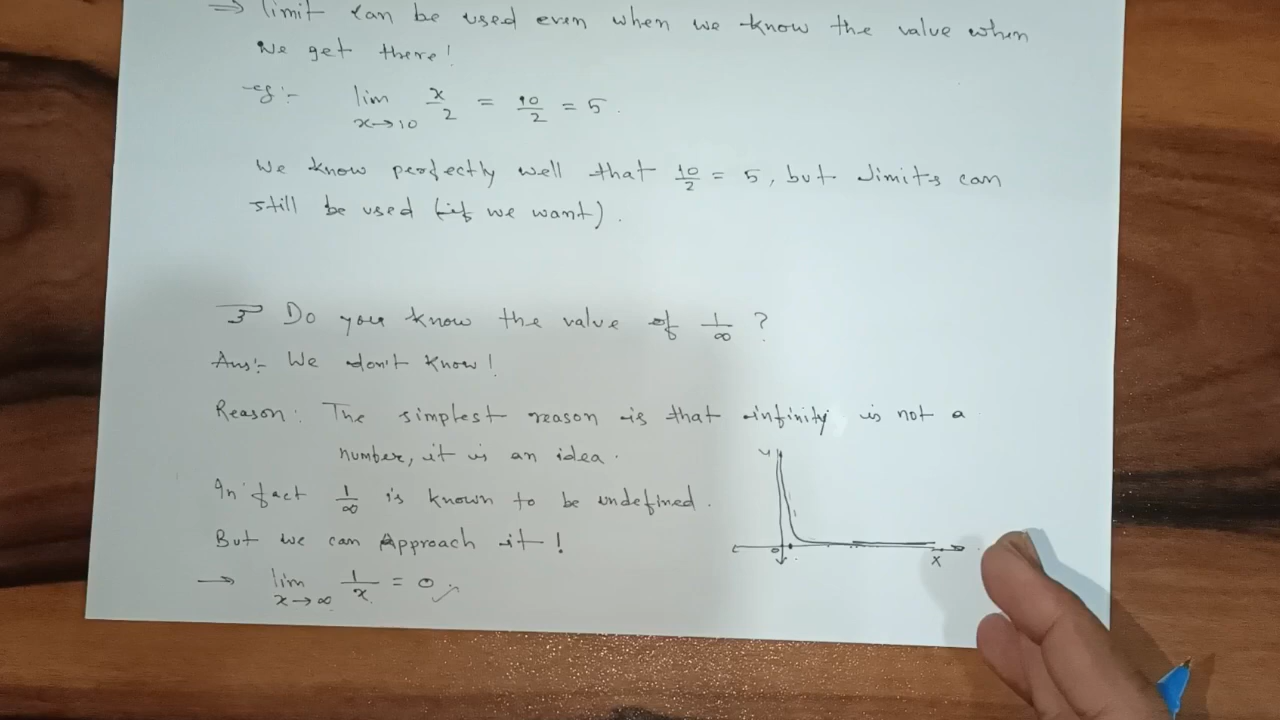 ⇒ limit can be used even when we know the value when
we get there!
eg:- lim x→10 x/2 = 10/2 = 5.
We know perfectly well that 10/2 = 5, but limits can
still be used (if we want).
3 Do you know the value of 1/∞ ?
Ans:- We don't know!
Reason: The simplest reason is that infinity is not a
number, it is an idea.
In fact 1/∞ is known to be undefined.
But we can Approach it!
→ lim x→∞ 1/x = 0.
y
0
x